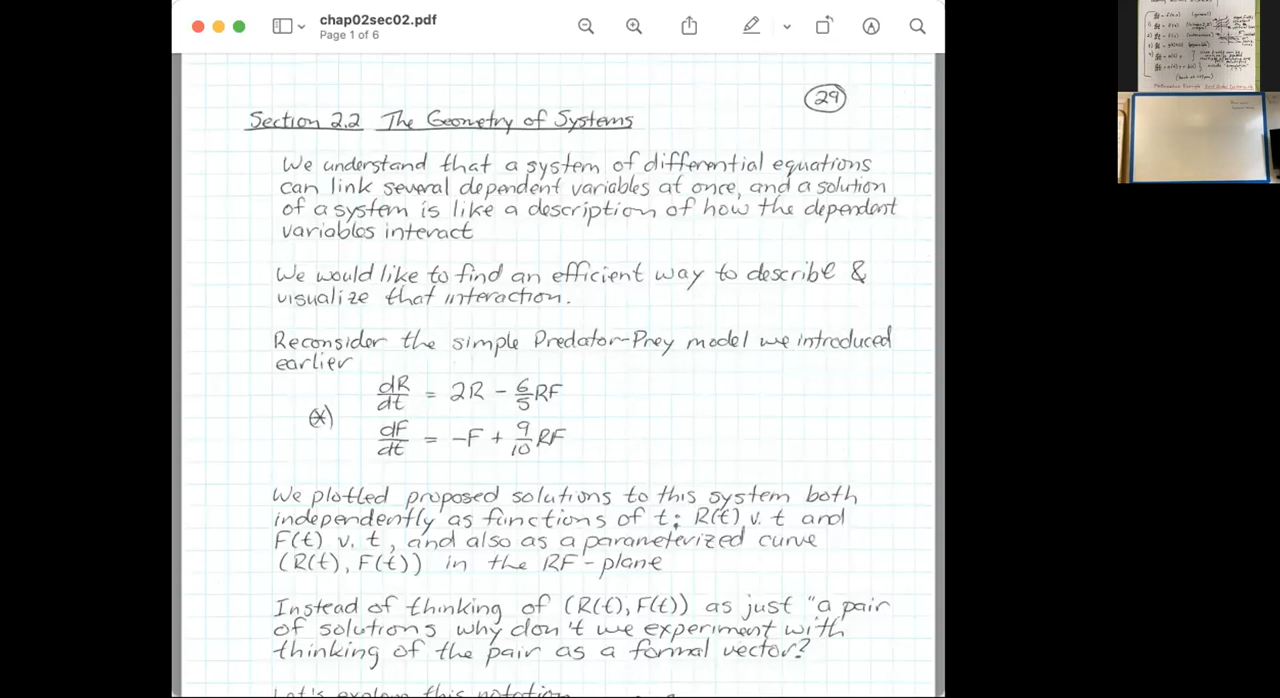 chap02sec02.pdf
Page 1 of 6
29
Section 2.2 The Geometry of Systems
We understand that a system of differential equations
can link several dependent variables at once, and a solution
of a system is like a description of how the dependent
variables interact
We would like to find an efficient way to describe &
visualize that interaction.
Reconsider the simple Predator-Prey model we introduced
earlier
dR/dt = 2R - 6/5 RF
(*)
dF/dt = -F + 9/10 RF
We plotted proposed solutions to this system both
independently as functions of t: R(t) v. t and
F(t) v. t, and also as a parameterized curve
(R(t), F(t)) in the RF-plane
Instead of thinking of (R(t), F(t)) as just "a pair
of solutions why don't we experiment with
thinking of the pair as a formal vector?
Let's explore this notation